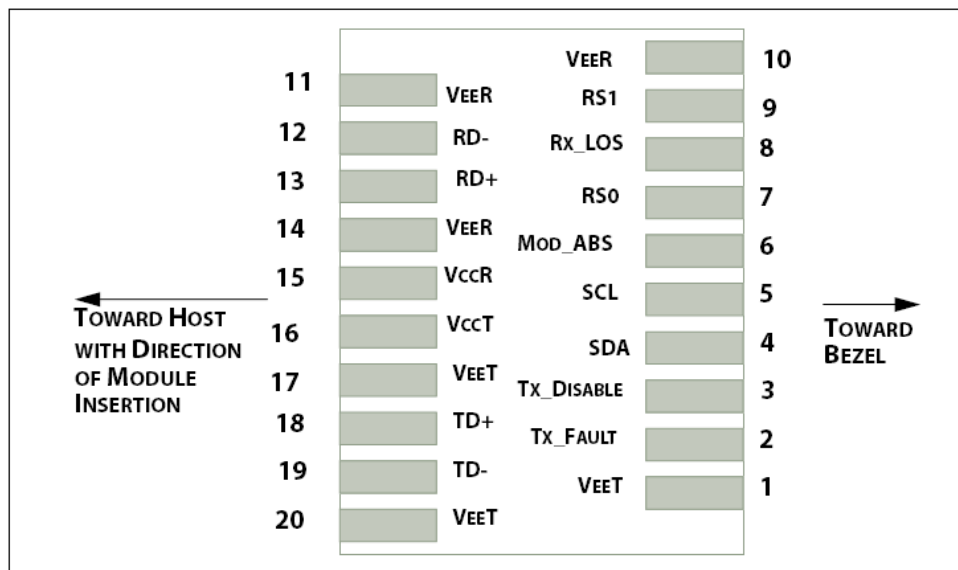 11
VEER
12
RD-
13
RD+
14
VEER
15
VCCR
16
VCCT
17
VEET
18
TD+
19
TD-
20
VEET
VEER
10
RS1
9
RX_LOS
8
RS0
7
MOD_ABS
6
SCL
5
SDA
4
TX_DISABLE
3
TX_FAULT
2
VEET
1
TOWARD HOST
WITH DIRECTION
OF MODULE
INSERTION
TOWARD
BEZEL